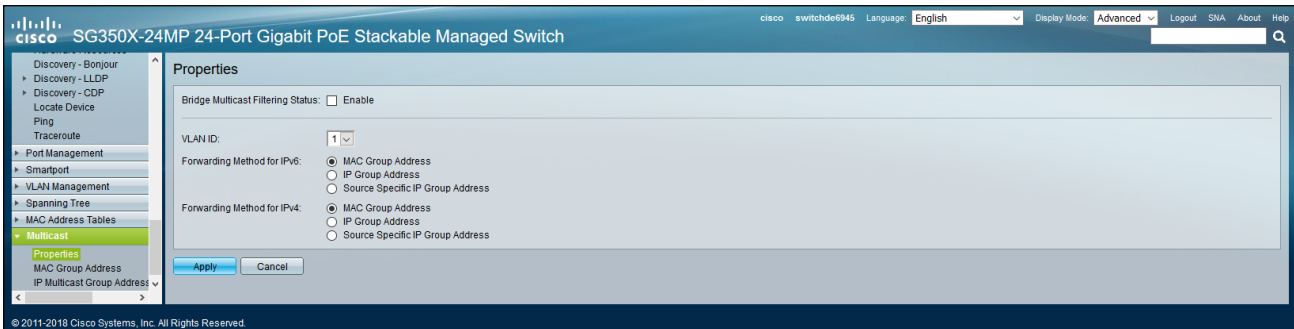 cisco switchde6945 Language: English Display Mode: Advanced Logout SNA About Help
CISCO SG350X-24MP 24-Port Gigabit PoE Stackable Managed Switch
Discovery - Bonjour
Discovery - LLDP
Discovery - CDP
Locate Device
Ping
Traceroute
Port Management
Smartport
VLAN Management
Spanning Tree
MAC Address Tables
Multicast
Properties
MAC Group Address
IP Multicast Group Address
Properties
Bridge Multicast Filtering Status: Enable
VLAN ID: 1
Forwarding Method for IPv6: MAC Group Address
IP Group Address
Source Specific IP Group Address
Forwarding Method for IPv4: MAC Group Address
IP Group Address
Source Specific IP Group Address
Apply Cancel
© 2011-2018 Cisco Systems, Inc. All Rights Reserved.